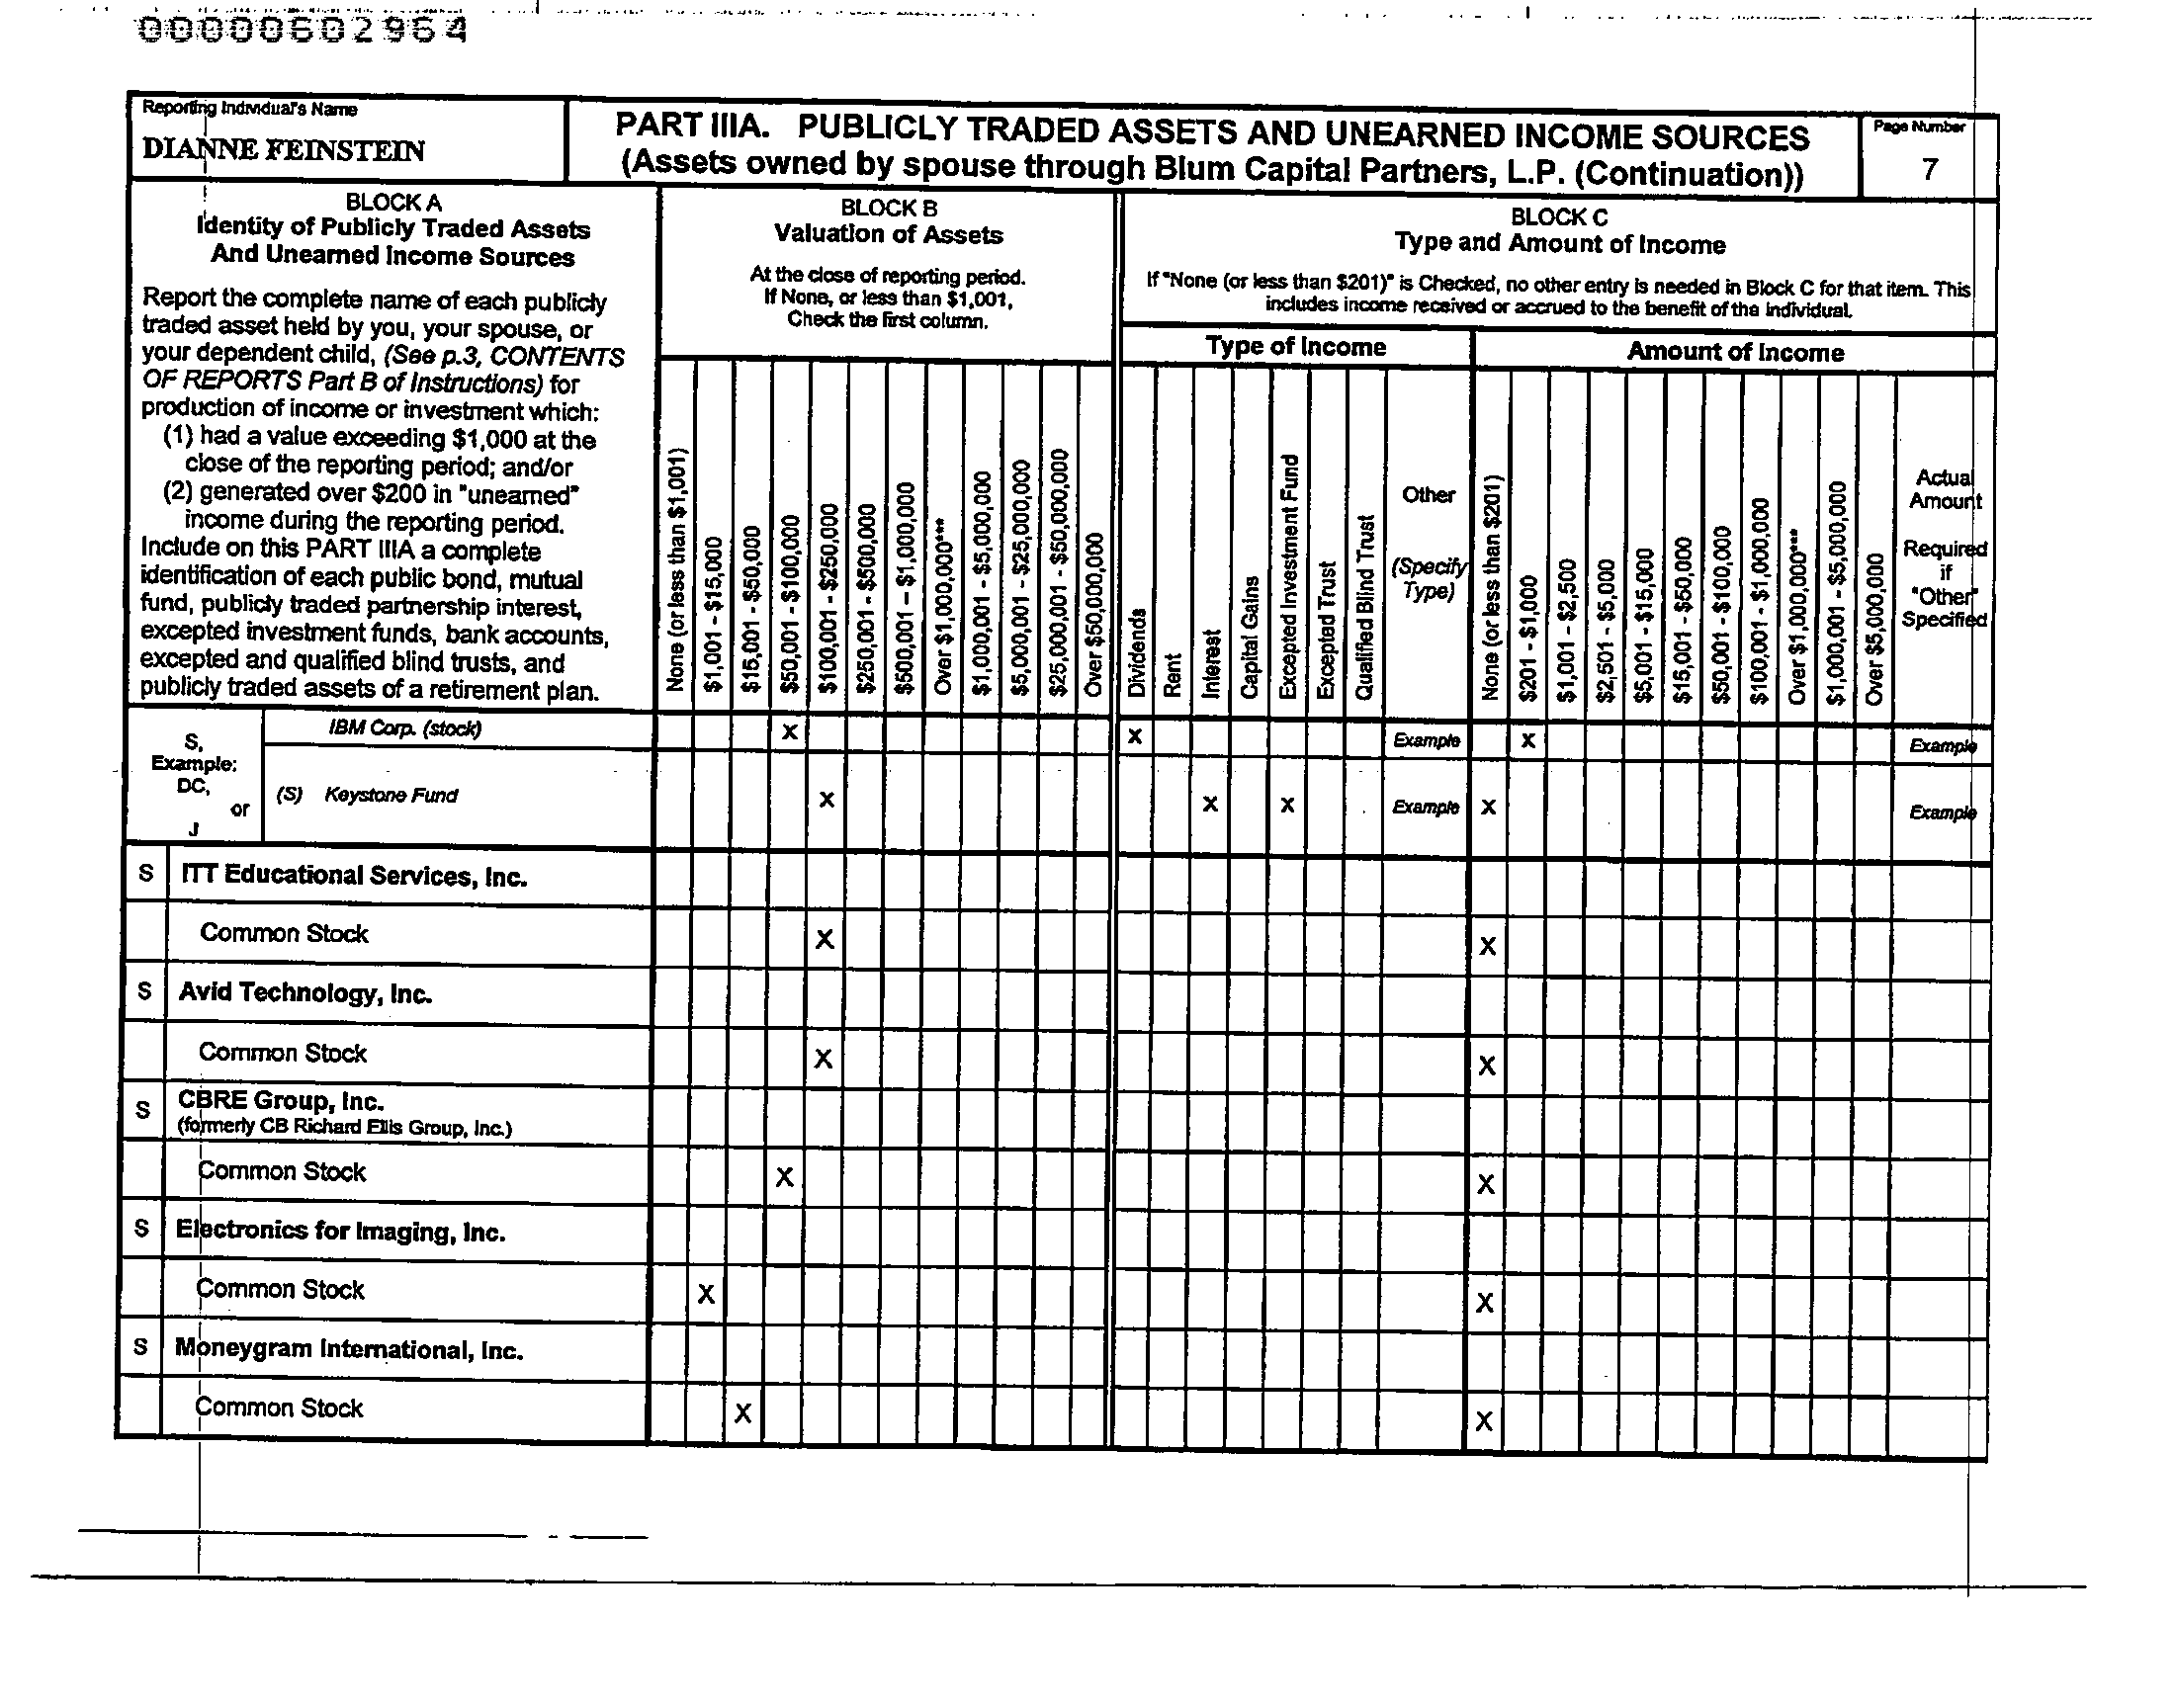 00000602964
Reporting Individual's Name
DIANNE FEINSTEIN
PART IIIA. PUBLICLY TRADED ASSETS AND UNEARNED INCOME SOURCES
(Assets owned by spouse through Blum Capital Partners, L.P. (Continuation))
Page Number
7
BLOCK A
Identity of Publicly Traded Assets
And Unearned Income Sources
Report the complete name of each publicly
traded asset held by you, your spouse, or
your dependent child, (See p.3, CONTENTS
OF REPORTS Part B of Instructions) for
production of income or investment which:
(1) had a value exceeding $1,000 at the
close of the reporting period; and/or
(2) generated over $200 in "unearned"
income during the reporting period.
Include on this PART IIIA a complete
identification of each public bond, mutual
fund, publicly traded partnership interest,
excepted investment funds, bank accounts,
excepted and qualified blind trusts, and
publicly traded assets of a retirement plan.
BLOCK B
Valuation of Assets
At the close of reporting period.
If None, or less than $1,001,
Check the first column.
None (or less than $1,001)
$1,001 - $15,000
$15,001 - $50,000
$50,001 - $100,000
$100,001 - $250,000
$250,001 - $500,000
$500,001 – $1,000,000
Over $1,000,000***
$1,000,001 - $5,000,000
$5,000,001 - $25,000,000
$25,000,001 - $50,000,000
Over $50,000,000
BLOCK C
Type and Amount of Income
If "None (or less than $201)" is Checked, no other entry is needed in Block C for that item. This
includes income received or accrued to the benefit of the individual.
Type of Income
Dividends
Rent
Interest
Capital Gains
Excepted Investment Fund
Excepted Trust
Qualified Blind Trust
Other
(Specify
Type)
Amount of Income
None (or less than $201)
$201 - $1,000
$1,001 - $2,500
$2,501 - $5,000
$5,001 - $15,000
$15,001 - $50,000
$50,001 - $100,000
$100,001 - $1,000,000
Over $1,000,000***
$1,000,001 - $5,000,000
Over $5,000,000
Actual
Amount
Required
if
"Other"
Specified
S,
Example:
DC,
or
J
IBM Corp. (stock) X X Example X Example
(S) Keystone Fund X X X Example X Example
S ITT Educational Services, Inc.
Common Stock X X
S Avid Technology, Inc.
Common Stock X X
S CBRE Group, Inc.
(formerly CB Richard Ellis Group, Inc.)
Common Stock X X
S Electronics for Imaging, Inc.
Common Stock X X
S Moneygram International, Inc.
Common Stock X X